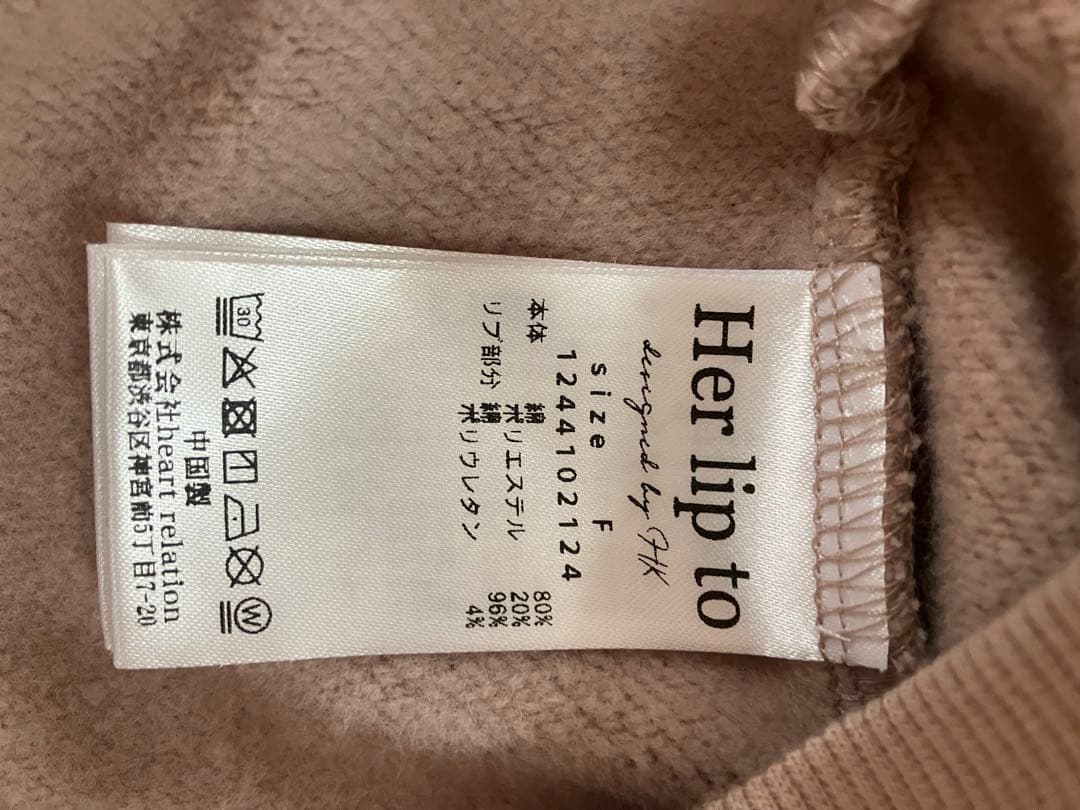 Her lip to
designed by HK
size F
1244102124
本体 綿 80%
ポリエステル 20%
リブ部分 綿 96%
ポリウレタン 4%
30
W
中国製
株式会社heart relation
東京都渋谷区神宮前5丁目7-20